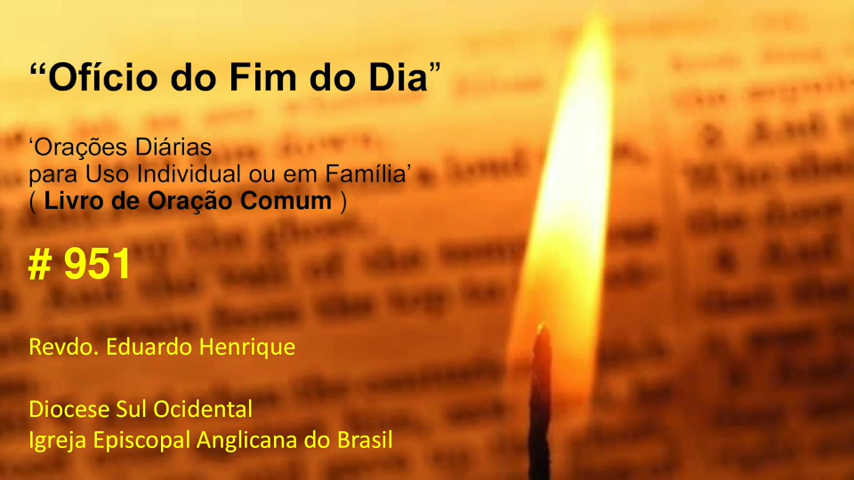 “Ofício do Fim do Dia”
‘Orações Diárias
para Uso Individual ou em Família’
( Livro de Oração Comum )
# 951
Revdo. Eduardo Henrique
Diocese Sul Ocidental
Igreja Episcopal Anglicana do Brasil